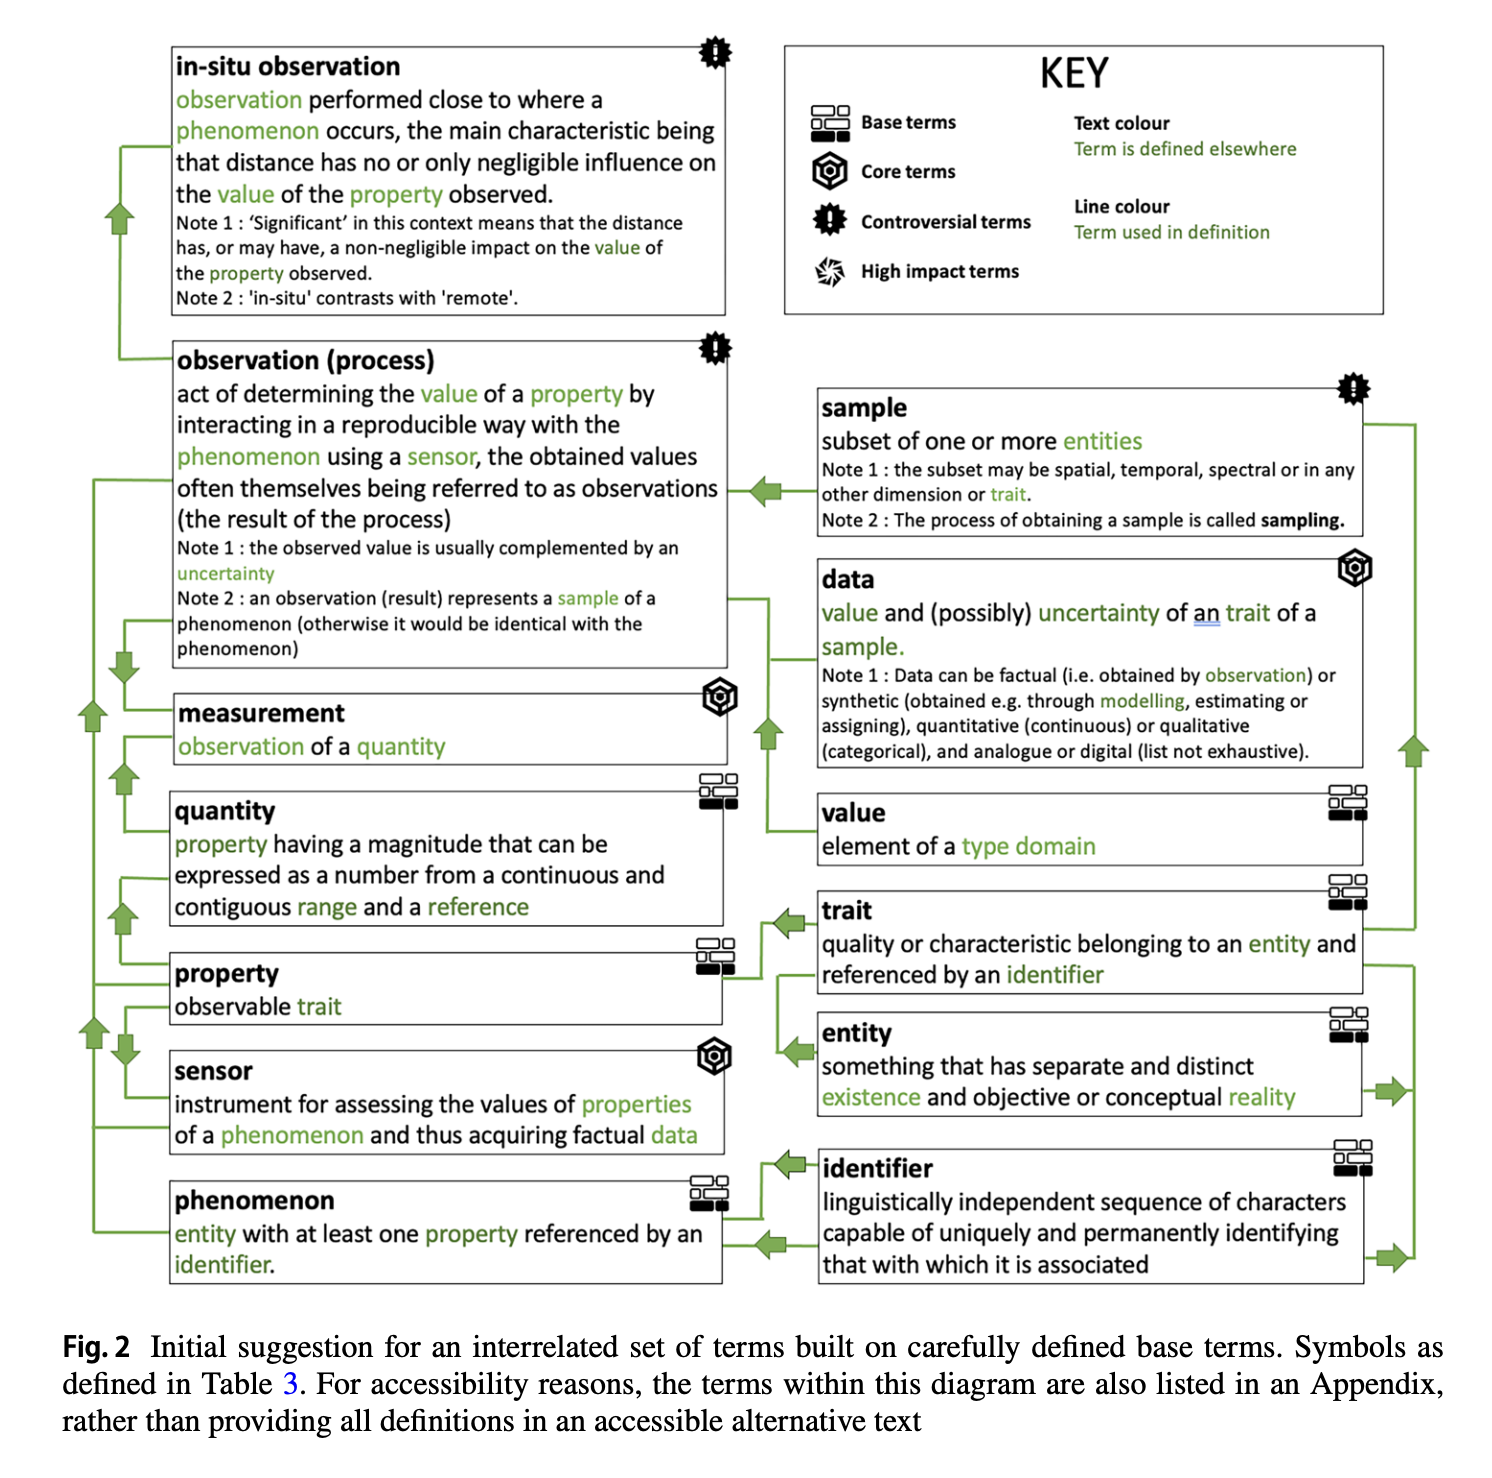 in-situ observation
observation performed close to where a
phenomenon occurs, the main characteristic being
that distance has no or only negligible influence on
the value of the property observed.
Note 1 : ‘Significant’ in this context means that the distance
has, or may have, a non-negligible impact on the value of
the property observed.
Note 2 : 'in-situ' contrasts with 'remote'.
KEY
Base terms
Core terms
Controversial terms
High impact terms
Text colour
Term is defined elsewhere
Line colour
Term used in definition
observation (process)
act of determining the value of a property by
interacting in a reproducible way with the
phenomenon using a sensor, the obtained values
often themselves being referred to as observations
(the result of the process)
Note 1 : the observed value is usually complemented by an
uncertainty
Note 2 : an observation (result) represents a sample of a
phenomenon (otherwise it would be identical with the
phenomenon)
measurement
observation of a quantity
quantity
property having a magnitude that can be
expressed as a number from a continuous and
contiguous range and a reference
property
observable trait
sensor
instrument for assessing the values of properties
of a phenomenon and thus acquiring factual data
phenomenon
entity with at least one property referenced by an
identifier.
sample
subset of one or more entities
Note 1 : the subset may be spatial, temporal, spectral or in any
other dimension or trait.
Note 2 : The process of obtaining a sample is called sampling.
data
value and (possibly) uncertainty of an trait of a
sample.
Note 1 : Data can be factual (i.e. obtained by observation) or
synthetic (obtained e.g. through modelling, estimating or
assigning), quantitative (continuous) or qualitative
(categorical), and analogue or digital (list not exhaustive).
value
element of a type domain
trait
quality or characteristic belonging to an entity and
referenced by an identifier
entity
something that has separate and distinct
existence and objective or conceptual reality
identifier
linguistically independent sequence of characters
capable of uniquely and permanently identifying
that with which it is associated
Fig. 2 Initial suggestion for an interrelated set of terms built on carefully defined base terms. Symbols as
defined in Table 3. For accessibility reasons, the terms within this diagram are also listed in an Appendix,
rather than providing all definitions in an accessible alternative text